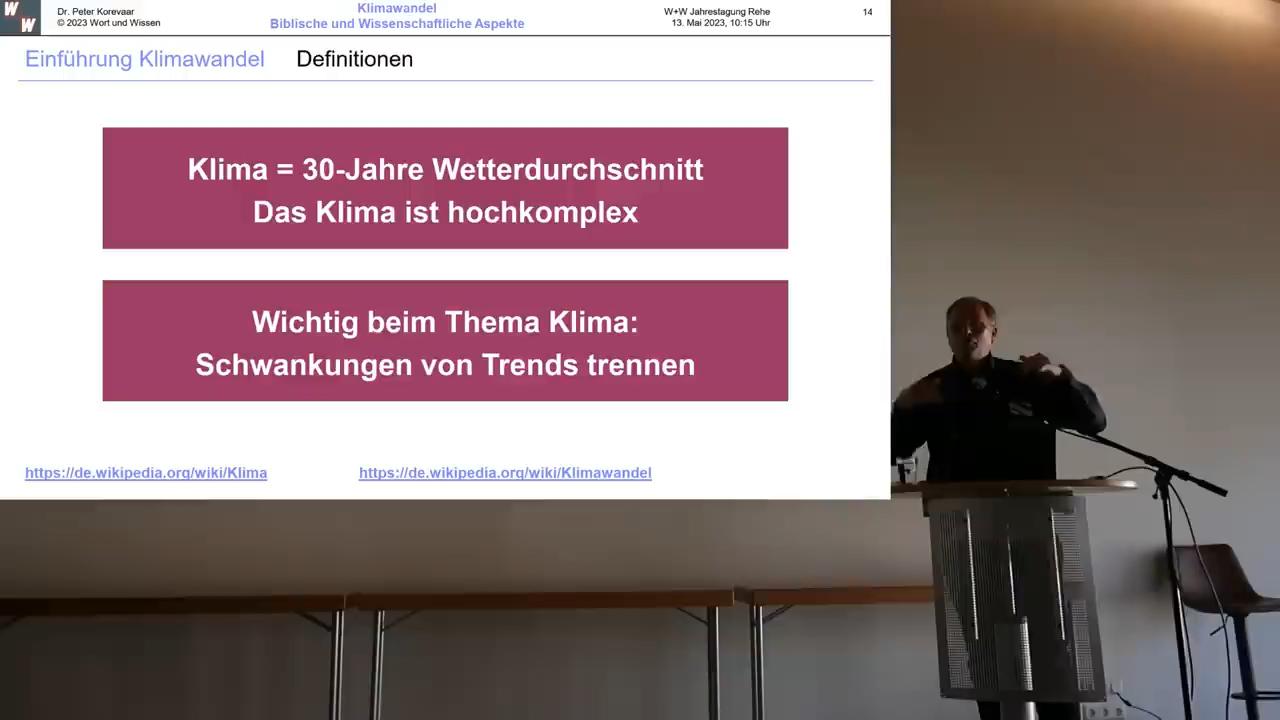 W
W
Dr. Peter Korevaar
© 2023 Wort und Wissen
Klimawandel
Biblische und Wissenschaftliche Aspekte
W+W Jahrestagung Rehe
13. Mai 2023, 10:15 Uhr
14
Einführung Klimawandel Definitionen
Klima = 30-Jahre Wetterdurchschnitt
Das Klima ist hochkomplex
Wichtig beim Thema Klima:
Schwankungen von Trends trennen
https://de.wikipedia.org/wiki/Klima
https://de.wikipedia.org/wiki/Klimawandel